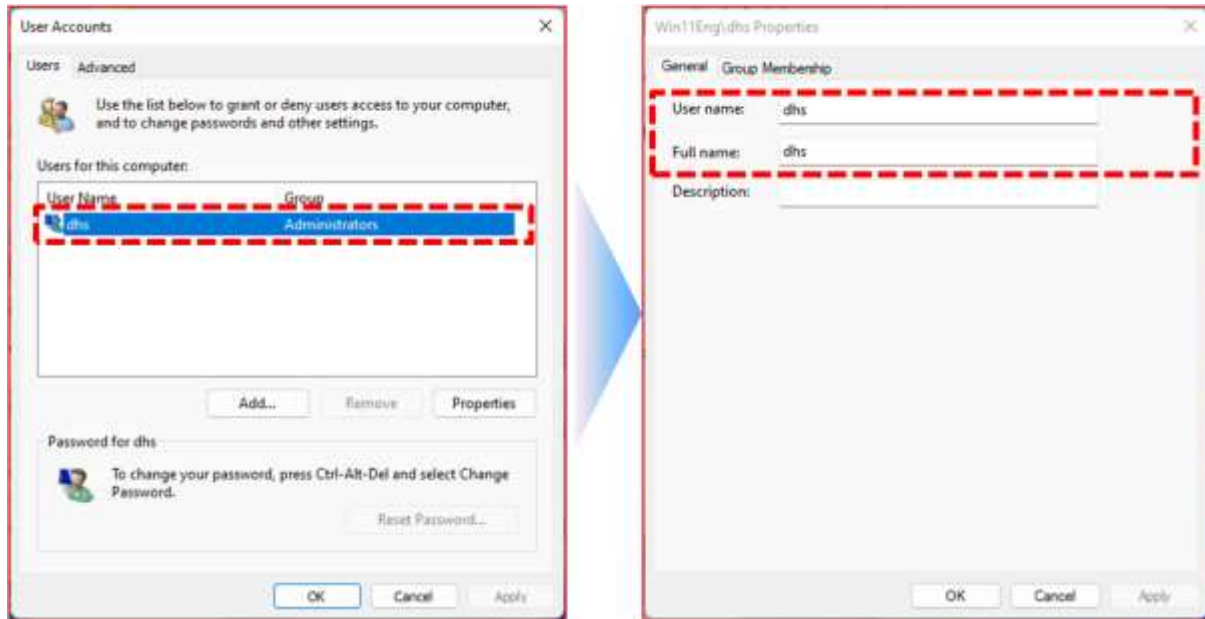 User Accounts
Users Advanced
Use the list below to grant or deny users access to your computer,
and to change passwords and other settings.
Users for this computer:
User Name Group
dhs Administrators
Add... Remove Properties
Password for dhs
To change your password, press Ctrl-Alt-Del and select Change
Password.
Reset Password...
OK Cancel Apply
Win11Eng\dhs Properties
General Group Membership
User name: dhs
Full name: dhs
Description:
OK Cancel Apply